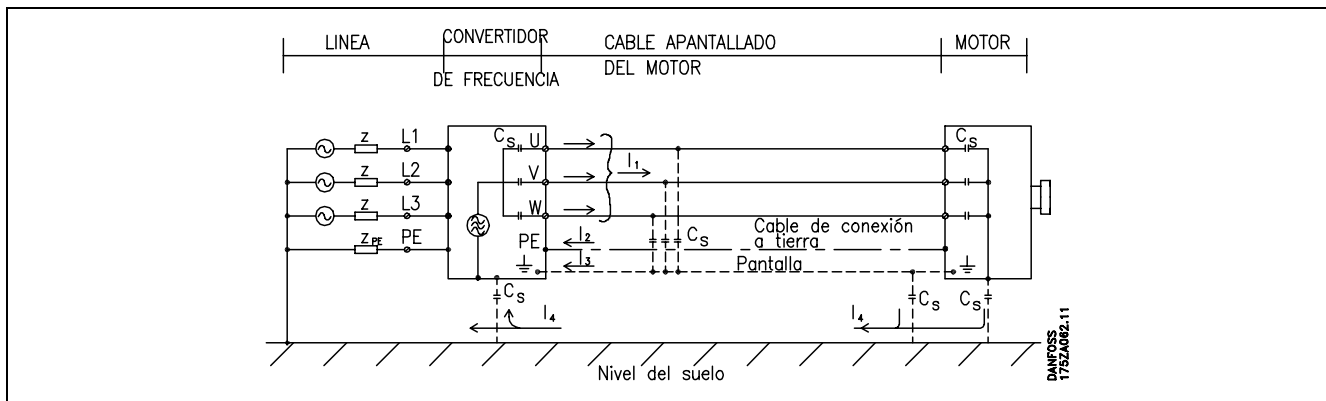 LINEA
CONVERTIDOR
DE FRECUENCIA
CABLE APANTALLADO
DEL MOTOR
MOTOR
z L1 Cs U Cs
I1
z L2 V
z L3 W
Cs
Cable de conexión
a tierra
zPE PE PE I2
I3 Pantalla
Cs Cs Cs
I4 I4
Nivel del suelo
DANFOSS
175ZA062.11